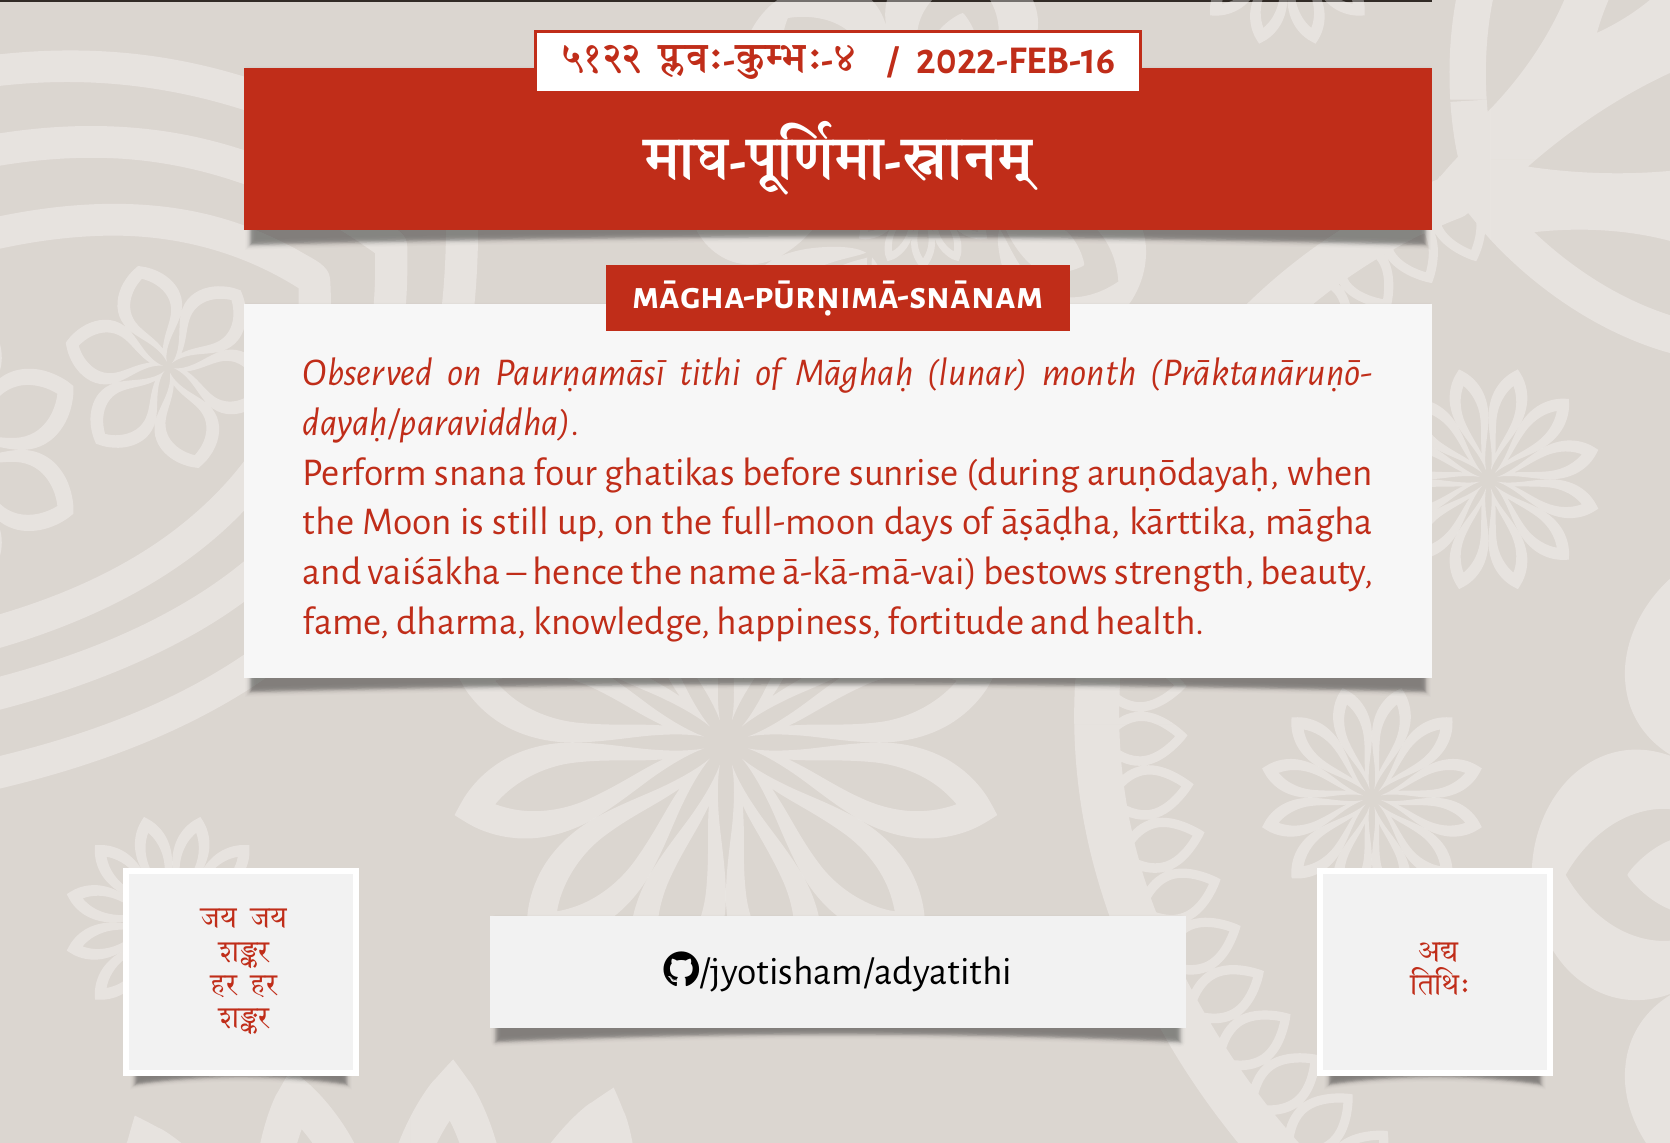 ५१२२ प्लवः-कुम्भः-४ / 2022-FEB-16
माघ-पूर्णिमा-स्नानम्
MĀGHA-PŪRṆIMĀ-SNĀNAM
Observed on Paurṇamāsī tithi of Māghaḥ (lunar) month (Prāktanāruṇō-
dayaḥ/paraviddha).
Perform snana four ghatikas before sunrise (during aruṇōdayaḥ, when
the Moon is still up, on the full-moon days of āṣāḍha, kārttika, māgha
and vaiśākha – hence the name ā-kā-mā-vai) bestows strength, beauty,
fame, dharma, knowledge, happiness, fortitude and health.
जय जय
शङ्कर
हर हर
शङ्कर
/jyotisham/adyatithi
अद्य
तिथिः